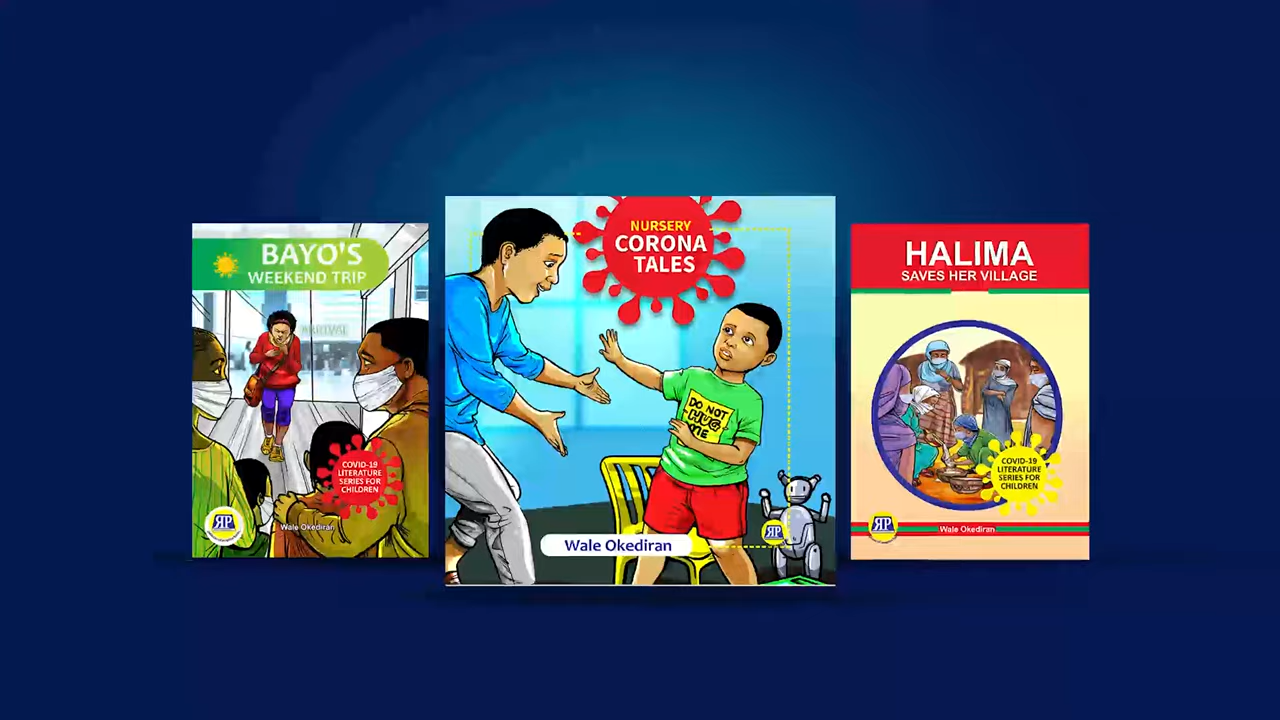 BAYO'S
WEEKEND TRIP
ARRIVAL
COVID-19
LITERATURE
SERIES FOR
CHILDREN
RP
Wale Okediran
NURSERY
CORONA
TALES
DO NOT
HUG
ME
RP
Wale Okediran
HALIMA
SAVES HER VILLAGE
COVID-19
LITERATURE
SERIES FOR
CHILDREN
RP
Wale Okediran